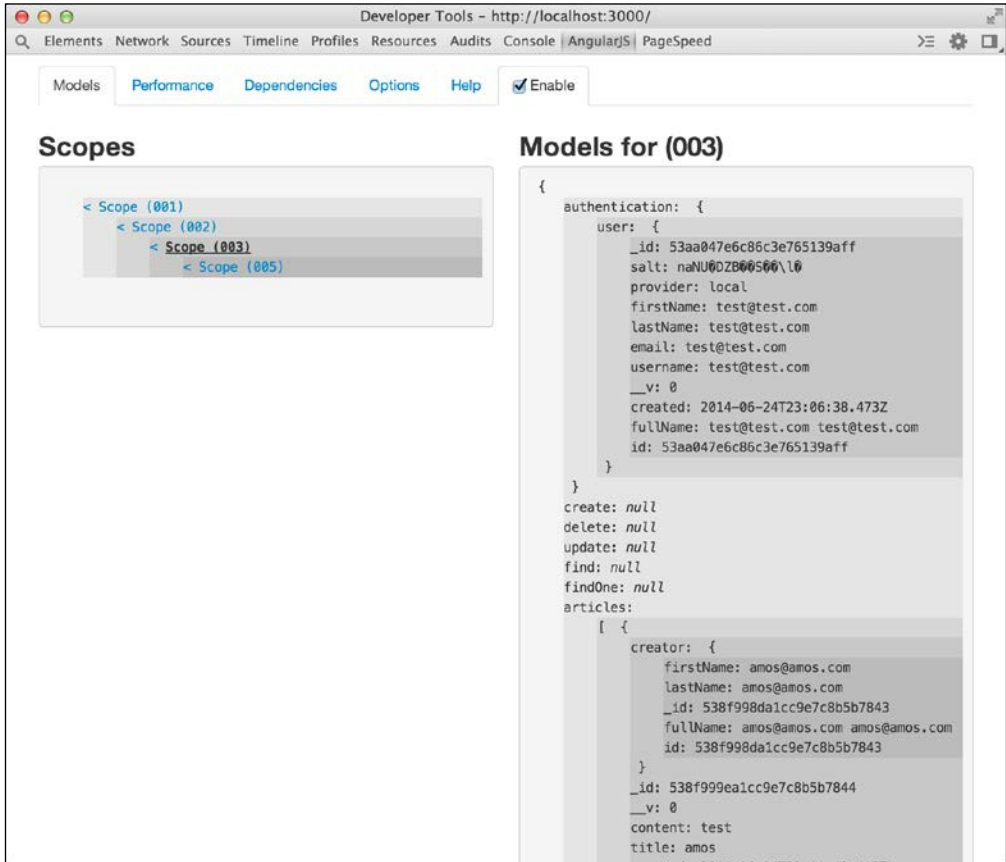 Developer Tools - http://localhost:3000/
Elements Network Sources Timeline Profiles Resources Audits Console AngularJS PageSpeed
Models Performance Dependencies Options Help Enable
Scopes
< Scope (001)
< Scope (002)
< Scope (003)
< Scope (005)
Models for (003)
{
authentication: {
user: {
_id: 53aa047e6c86c3e765139aff
salt: naNU�DZB��S��\l�
provider: local
firstName: test@test.com
lastName: test@test.com
email: test@test.com
username: test@test.com
__v: 0
created: 2014-06-24T23:06:38.473Z
fullName: test@test.com test@test.com
id: 53aa047e6c86c3e765139aff
}
}
create: null
delete: null
update: null
find: null
findOne: null
articles:
[ {
creator: {
firstName: amos@amos.com
lastName: amos@amos.com
_id: 538f998da1cc9e7c8b5b7843
fullName: amos@amos.com amos@amos.com
id: 538f998da1cc9e7c8b5b7843
}
_id: 538f999ea1cc9e7c8b5b7844
__v: 0
content: test
title: amos